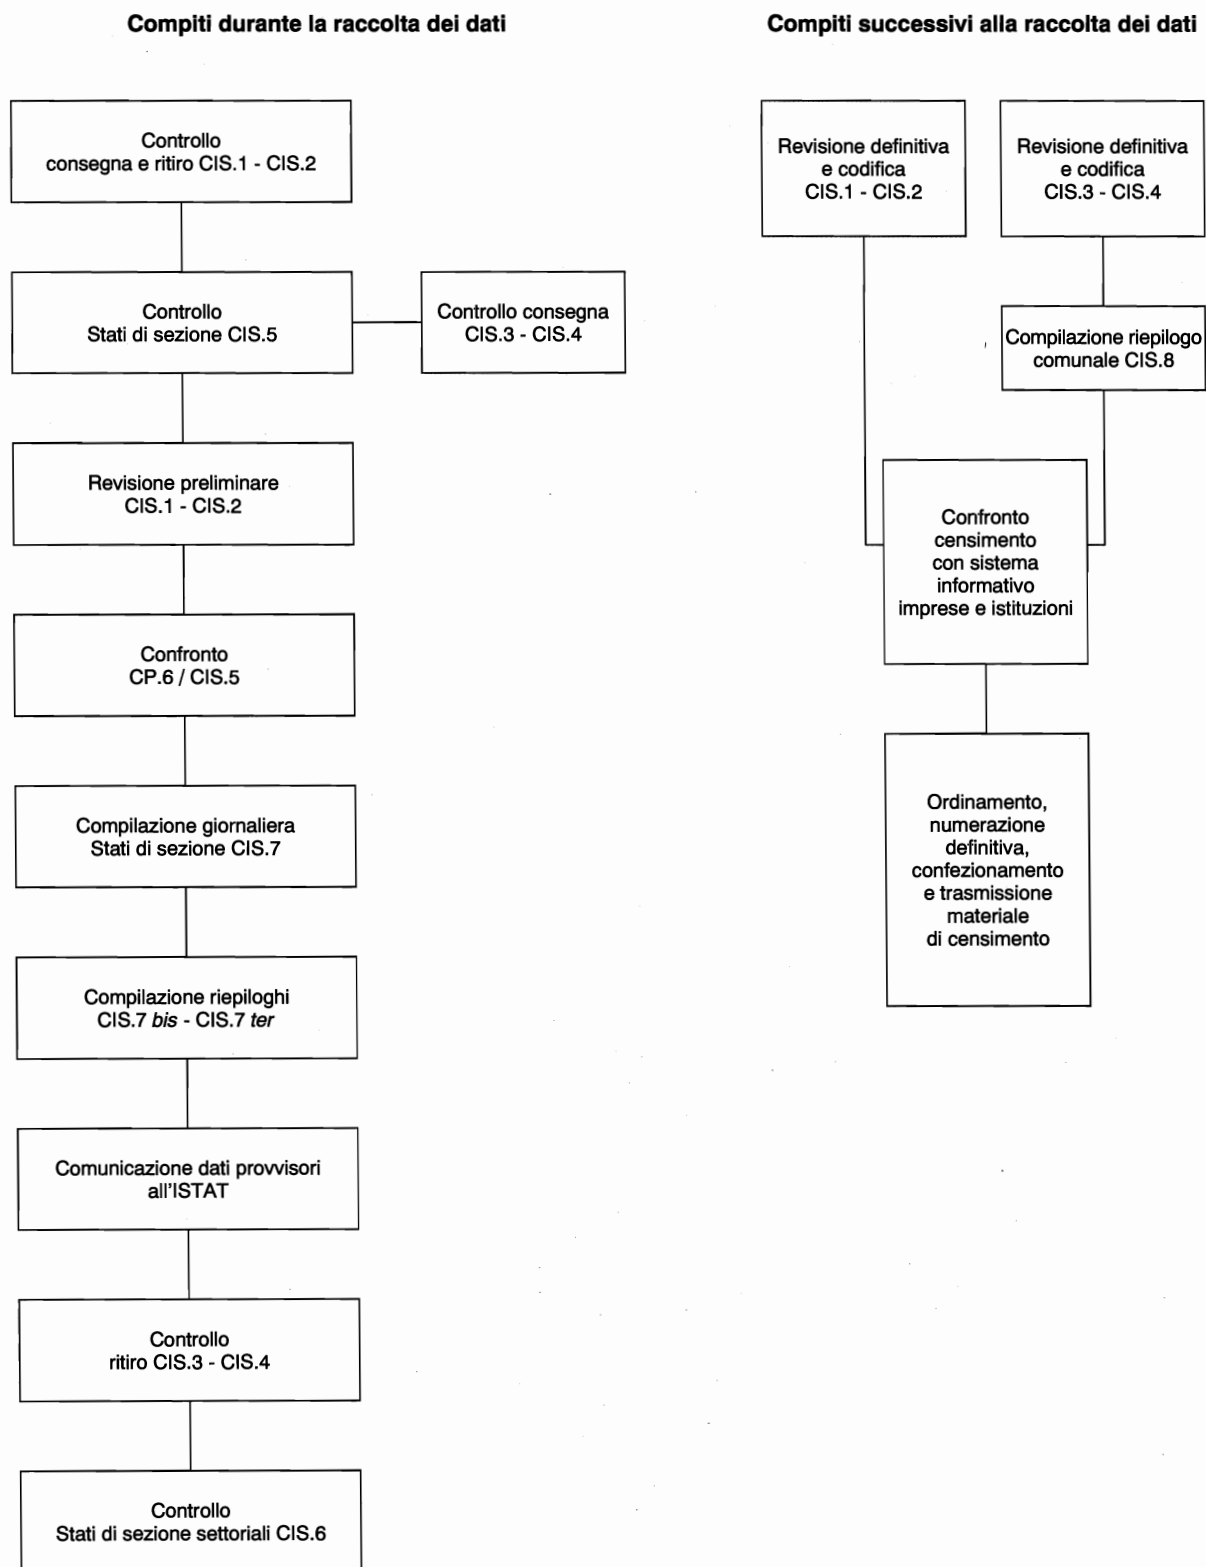 Compiti durante la raccolta dei dati
Controllo
consegna e ritiro CIS.1 - CIS.2
Controllo
Stati di sezione CIS.5
Controllo consegna
CIS.3 - CIS.4
Revisione preliminare
CIS.1 - CIS.2
Confronto
CP.6 / CIS.5
Compilazione giornaliera
Stati di sezione CIS.7
Compilazione riepiloghi
CIS.7 bis - CIS.7 ter
Comunicazione dati provvisori
all'ISTAT
Controllo
ritiro CIS.3 - CIS.4
Controllo
Stati di sezione settoriali CIS.6
Compiti successivi alla raccolta dei dati
Revisione definitiva
e codifica
CIS.1 - CIS.2
Revisione definitiva
e codifica
CIS.3 - CIS.4
Compilazione riepilogo
comunale CIS.8
Confronto
censimento
con sistema
informativo
imprese e istituzioni
Ordinamento,
numerazione
definitiva,
confezionamento
e trasmissione
materiale
di censimento